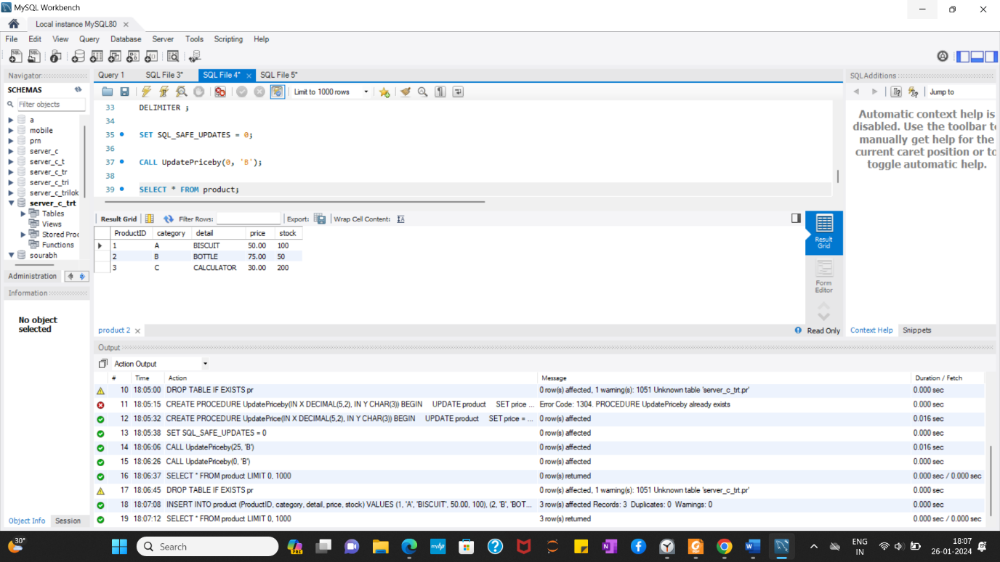 MySQL Workbench
Local instance MySQL80
File Edit View Query Database Server Tools Scripting Help
Navigator
SCHEMAS
Filter objects
a
mobile
prn
server_c
server_c_t
server_c_tr
server_c_tri
server_c_trilok
server_c_trt
Tables
Views
Stored Proc
Functions
sourabh
Administration
Information
No object
selected
Object Info Session
Query 1 SQL File 3* SQL File 4* SQL File 5*
Limit to 1000 rows
33 DELIMITER ;
34
35 SET SQL_SAFE_UPDATES = 0;
36
37 CALL UpdatePriceby(0, 'B');
38
39 SELECT * FROM product;
Result Grid Filter Rows: Export: Wrap Cell Content:
ProductID category detail price stock
1 A BISCUIT 50.00 100
2 B BOTTLE 75.00 50
3 C CALCULATOR 30.00 200
Result
Grid
Form
Editor
product 2
Read Only
SQLAdditions
Jump to
Automatic context help is
disabled. Use the toolbar to
manually get help for the
current caret position or to
toggle automatic help.
Context Help Snippets
Output
Action Output
# Time Action Message Duration / Fetch
10 18:05:00 DROP TABLE IF EXISTS pr 0 row(s) affected, 1 warning(s): 1051 Unknown table 'server_c_trt.pr' 0.000 sec
11 18:05:15 CREATE PROCEDURE UpdatePriceby(IN X DECIMAL(5,2), IN Y CHAR(3)) BEGIN UPDATE product SET price ... Error Code: 1304. PROCEDURE UpdatePriceby already exists 0.000 sec
12 18:05:32 CREATE PROCEDURE UpdatePrice(IN X DECIMAL(5,2), IN Y CHAR(3)) BEGIN UPDATE product SET price = ... 0 row(s) affected 0.016 sec
13 18:05:38 SET SQL_SAFE_UPDATES = 0 0 row(s) affected 0.000 sec
14 18:06:06 CALL UpdatePriceby(25, 'B') 0 row(s) affected 0.016 sec
15 18:06:26 CALL UpdatePriceby(0, 'B') 0 row(s) affected 0.000 sec
16 18:06:37 SELECT * FROM product LIMIT 0, 1000 0 row(s) returned 0.000 sec / 0.000 sec
17 18:06:45 DROP TABLE IF EXISTS pr 0 row(s) affected, 1 warning(s): 1051 Unknown table 'server_c_trt.pr' 0.000 sec
18 18:07:08 INSERT INTO product (ProductID, category, detail, price, stock) VALUES (1, 'A', 'BISCUIT', 50.00, 100), (2, 'B', 'BOT... 3 row(s) affected Records: 3 Duplicates: 0 Warnings: 0 0.000 sec
19 18:07:12 SELECT * FROM product LIMIT 0, 1000 3 row(s) returned 0.000 sec / 0.000 sec
30°
Search
PRE
ENG
IN
18:07
26-01-2024